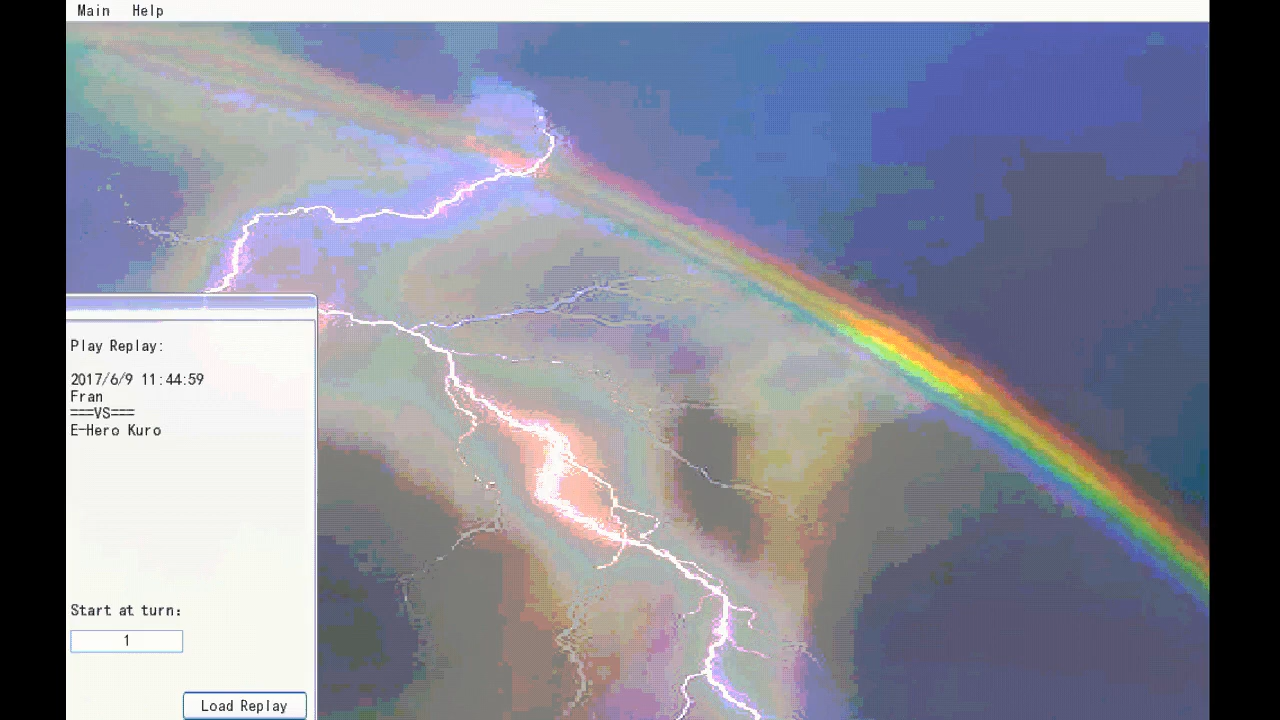 Main Help
Play Replay:
2017/6/9 11:44:59
Fran
===VS===
E-Hero Kuro
Start at turn:
1
Load Replay